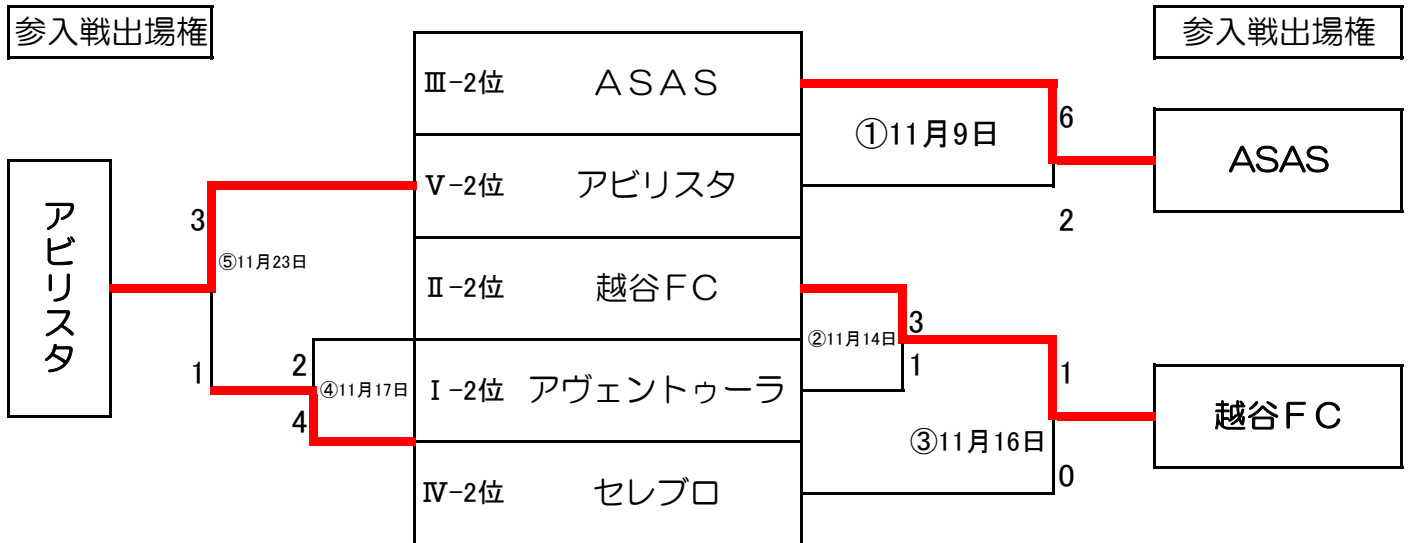 参入戦出場権
参入戦出場権
Ⅲ-2位 ＡＳＡＳ
①11月9日
6
2
ASAS
Ⅴ-2位 アビリスタ
アビリスタ
3
⑤11月23日
1
Ⅱ-2位 越谷ＦＣ
②11月14日
3
1
2
④11月17日
4
Ⅰ-2位 アヴェントゥーラ
1
③11月16日
0
越谷ＦＣ
Ⅳ-2位 セレブロ